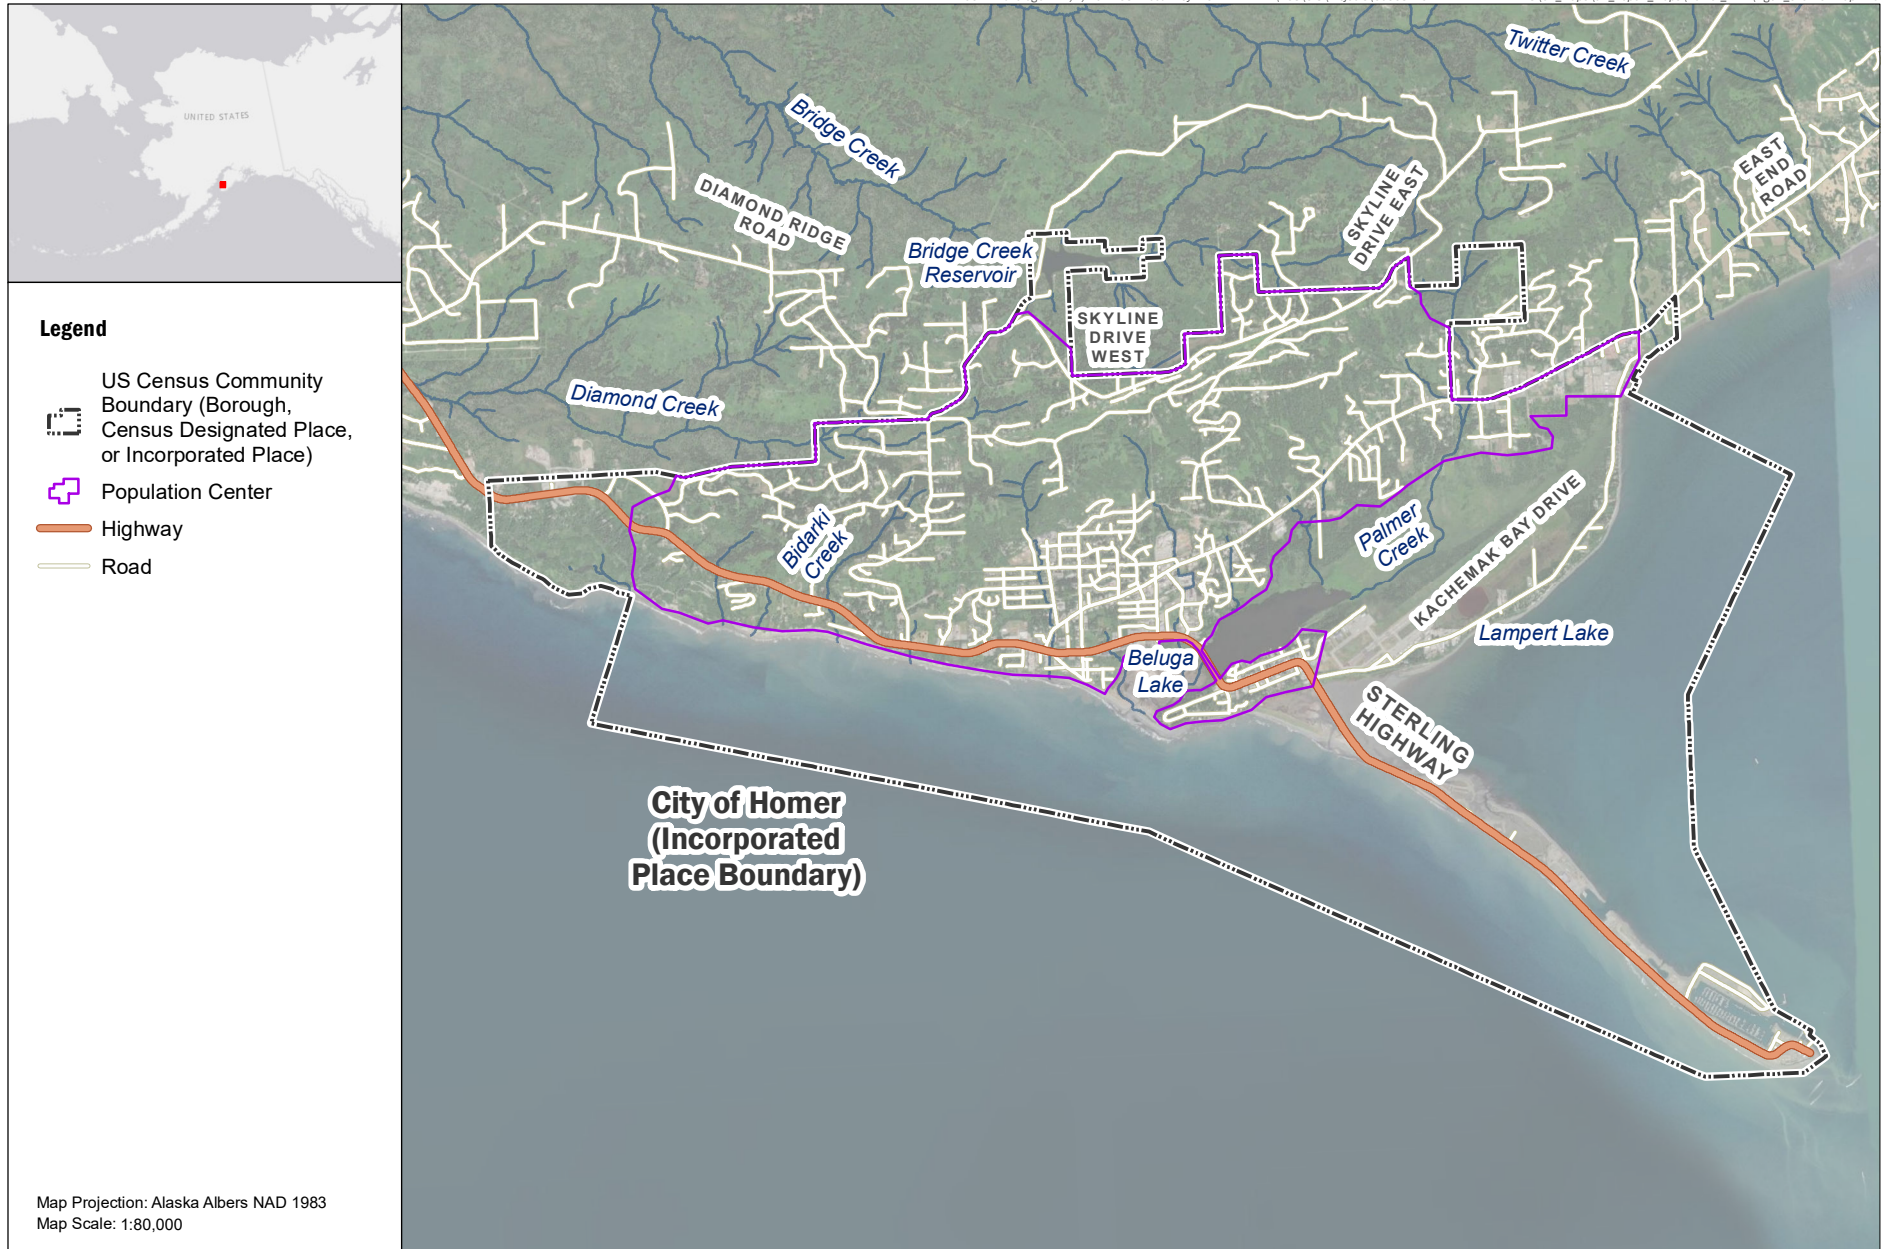 UNITED STATES
Legend
US Census Community
Boundary (Borough,
Census Designated Place,
or Incorporated Place)
Population Center
Highway
Road
Map Projection: Alaska Albers NAD 1983
Map Scale: 1:80,000
Twitter Creek
Bridge Creek
EAST
END
ROAD
DIAMOND RIDGE
ROAD
SKYLINE
DRIVE EAST
Bridge Creek
Reservoir
SKYLINE
DRIVE
WEST
Diamond Creek
Bidarki
Creek
Palmer
Creek
KACHEMAK BAY DRIVE
Lampert Lake
Beluga
Lake
STERLING
HIGHWAY
City of Homer
(Incorporated
Place Boundary)